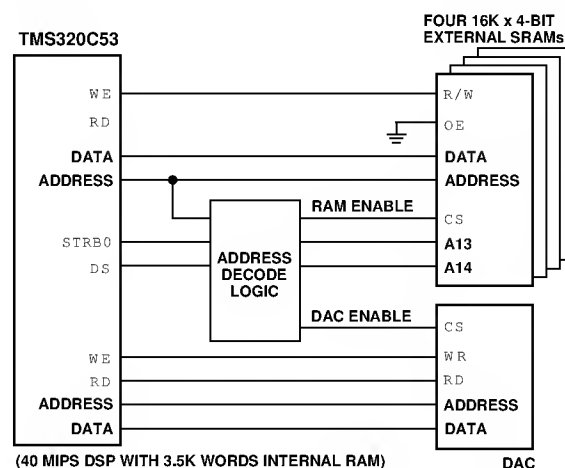 FOUR 16K x 4-BIT
EXTERNAL SRAMs
TMS320C53
WE
R/W
RD
OE
DATA
DATA
ADDRESS
ADDRESS
RAM ENABLE
CS
STRB0
ADDRESS
DECODE
LOGIC
A13
DS
A14
DAC ENABLE
CS
WE
WR
RD
RD
ADDRESS
ADDRESS
DATA
DATA
(40 MIPS DSP WITH 3.5K WORDS INTERNAL RAM)
DAC